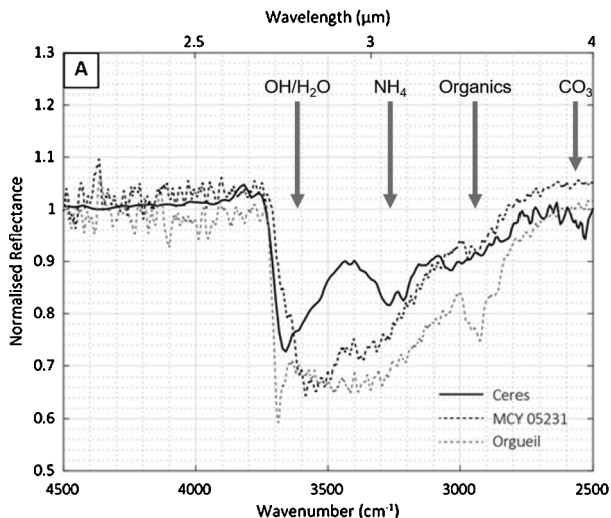 Wavelength (µm)
2.5 3 4
1.3
1.2
1.1
1
0.9
0.8
0.7
0.6
0.5
Normalised Reflectance
A
OH/H₂O NH₄ Organics CO₃
Ceres
MCY 05231
Orgueil
4500 4000 3500 3000 2500
Wavenumber (cm⁻¹)